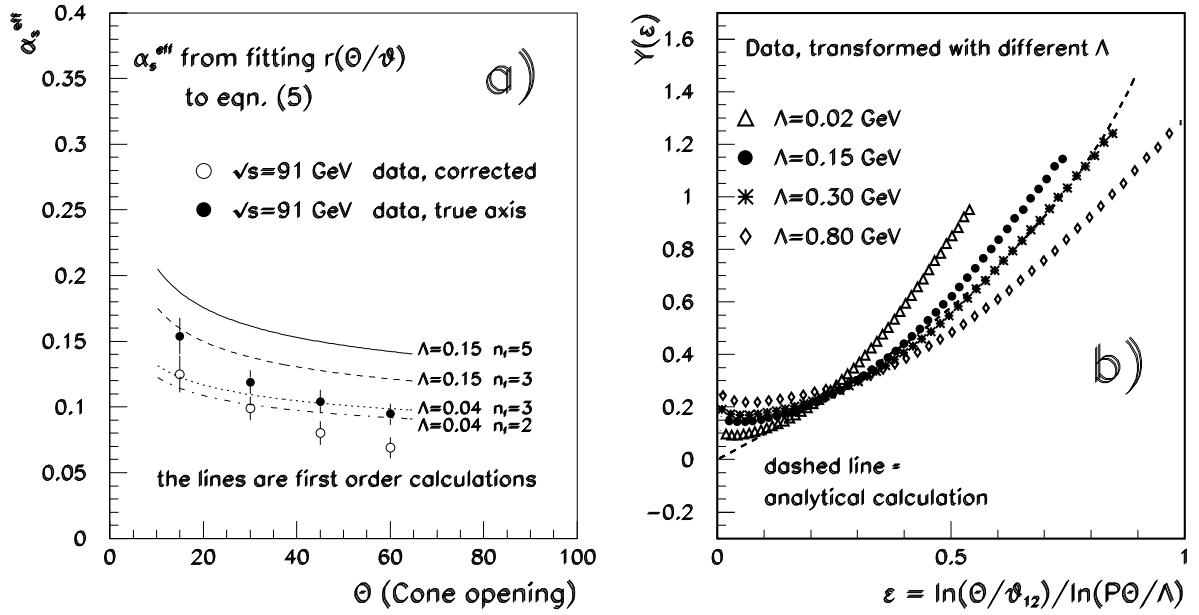 α_s^eff
0.4
0.35
0.3
0.25
0.2
0.15
0.1
0.05
0
0
20
40
60
80
100
Θ (Cone opening)
α_s^eff from fitting r(Θ/ϑ)
to eqn. (5)
a)
√s=91 GeV data, corrected
√s=91 GeV data, true axis
Λ=0.15 n_f=5
Λ=0.15 n_f=3
Λ=0.04 n_f=3
Λ=0.04 n_f=2
the lines are first order calculations
Y(ε)
1.6
1.4
1.2
1
0.8
0.6
0.4
0.2
0
−0.2
0
0.5
1
ε = ln(Θ/ϑ₁₂)/ln(PΘ/Λ)
Data, transformed with different Λ
Λ=0.02 GeV
Λ=0.15 GeV
Λ=0.30 GeV
Λ=0.80 GeV
b)
dashed line =
analytical calculation